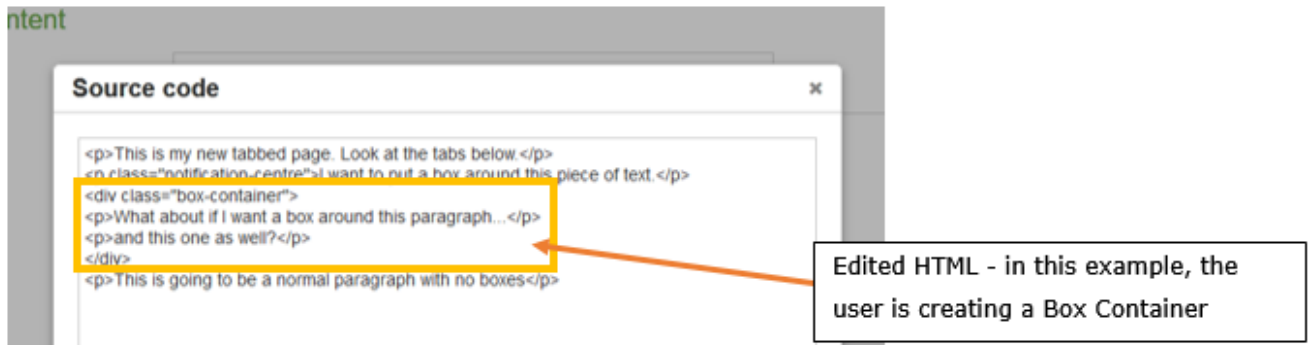 ntent
Source code ×
<p>This is my new tabbed page. Look at the tabs below.</p>
<p class="notification-centre">I want to put a box around this piece of text.</p>
<div class="box-container">
<p>What about if I want a box around this paragraph...</p>
<p>and this one as well?</p>
</div>
<p>This is going to be a normal paragraph with no boxes</p>
Edited HTML - in this example, the
user is creating a Box Container